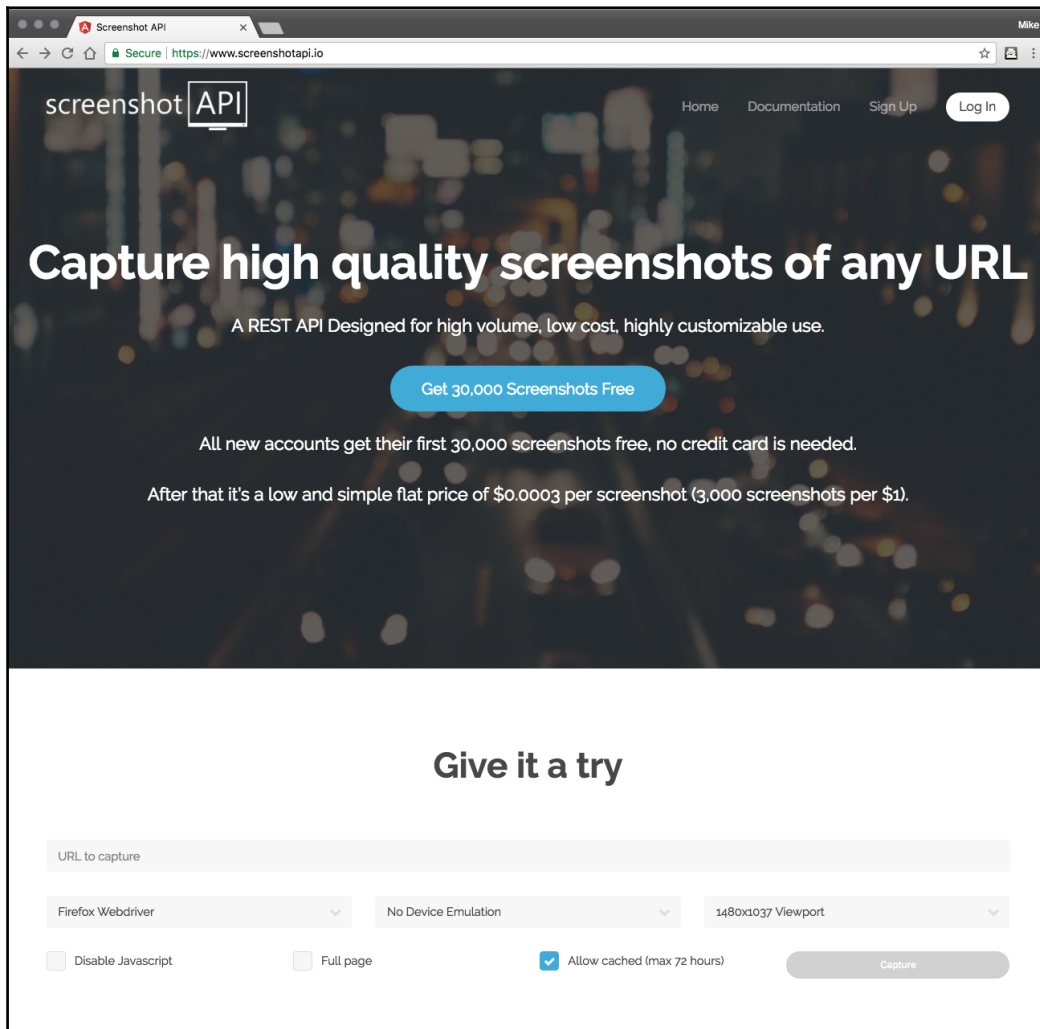 Screenshot API
Mike
Secure https://www.screenshotapi.io
screenshot API
Home Documentation Sign Up Log In
Capture high quality screenshots of any URL
A REST API Designed for high volume, low cost, highly customizable use.
Get 30,000 Screenshots Free
All new accounts get their first 30,000 screenshots free, no credit card is needed.
After that it's a low and simple flat price of $0.0003 per screenshot (3,000 screenshots per $1).
Give it a try
URL to capture
Firefox Webdriver No Device Emulation 1480x1037 Viewport
Disable Javascript Full page Allow cached (max 72 hours) Capture